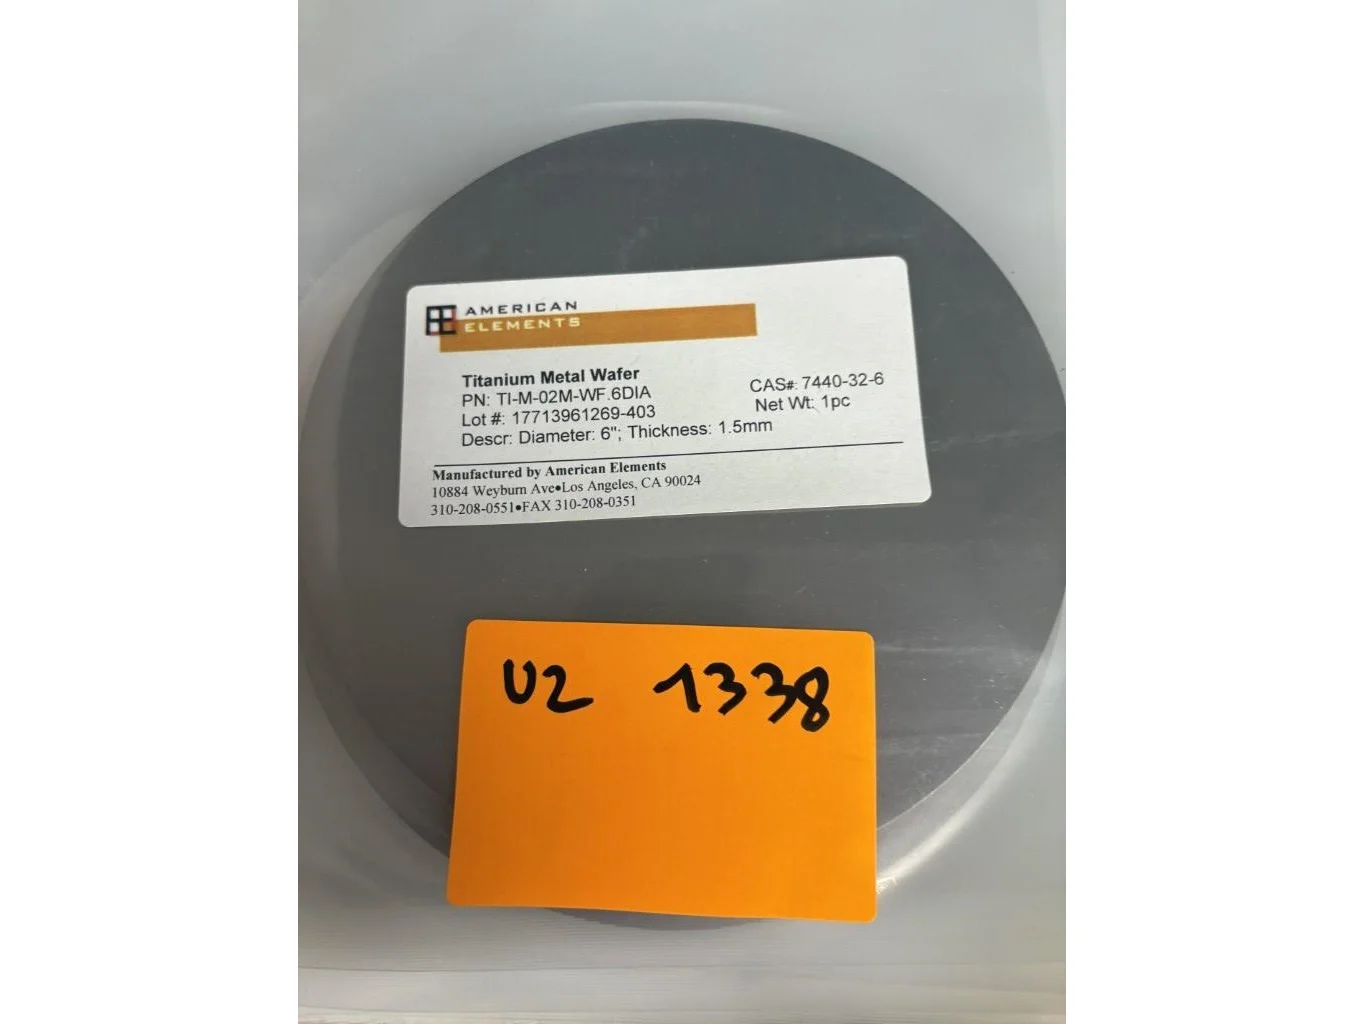 AMERICAN
ELEMENTS
Titanium Metal Wafer
PN: TI-M-02M-WF.6DIA
CAS#: 7440-32-6
Lot #: 17713961269-403
Net Wt: 1pc
Descr: Diameter: 6"; Thickness: 1.5mm
Manufactured by American Elements
10884 Weyburn Ave•Los Angeles, CA 90024
310-208-0551•FAX 310-208-0351
U2 1338